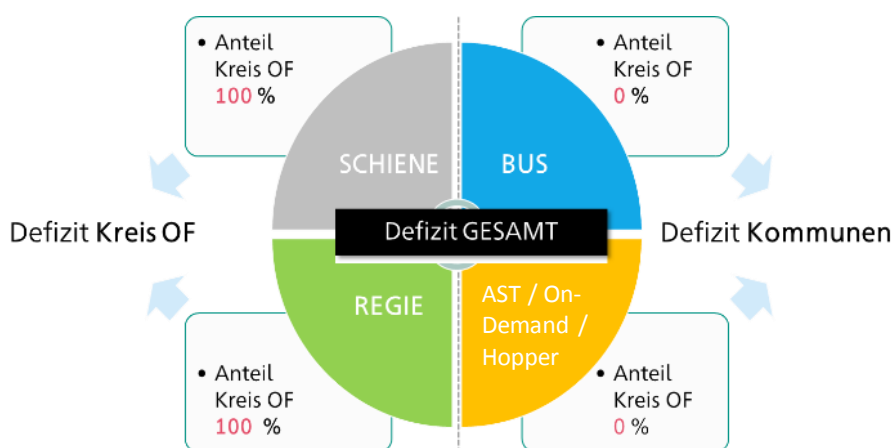 • Anteil
Kreis OF
100 %
• Anteil
Kreis OF
0 %
SCHIENE
BUS
Defizit Kreis OF
Defizit GESAMT
Defizit Kommunen
REGIE
AST / On-
Demand /
Hopper
• Anteil
Kreis OF
100 %
• Anteil
Kreis OF
0 %